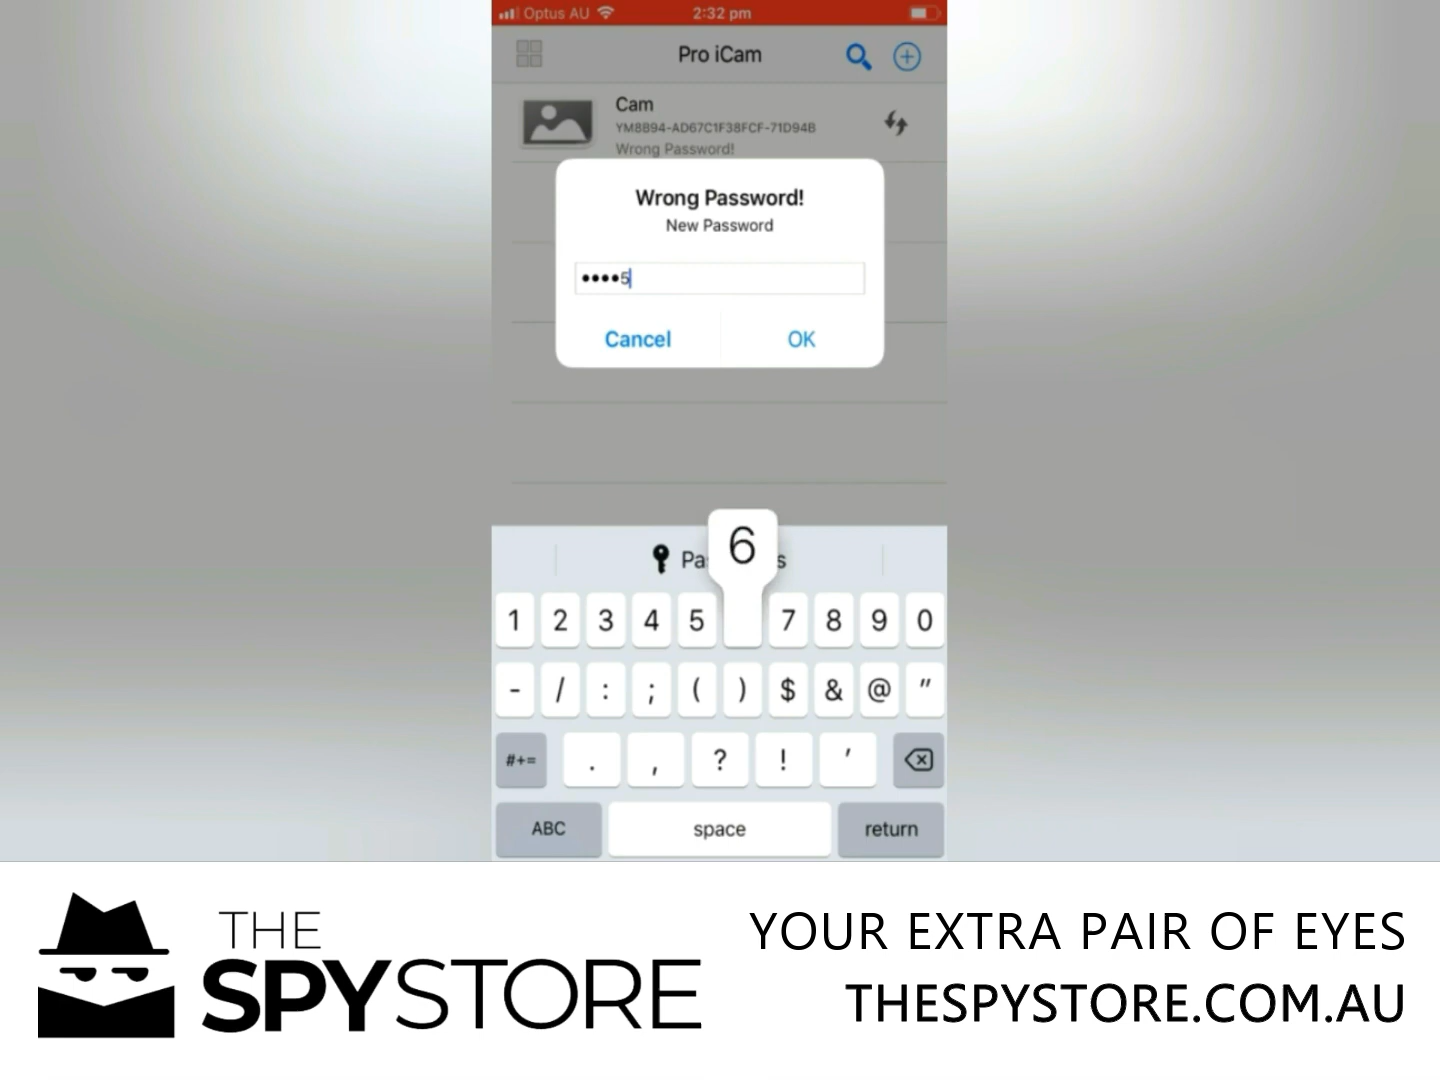 Optus AU
2:32 pm
Pro iCam
Cam
YM8B94-AD67C1F38FCF-71D94B
Wrong Password!
Wrong Password!
New Password
••••5
Cancel
OK
6
1 2 3 4 5 7 8 9 0
- / : ; ( ) $ & @ "
#+= . , ? ! '
ABC space return
THE
SPYSTORE
YOUR EXTRA PAIR OF EYES
THESPYSTORE.COM.AU